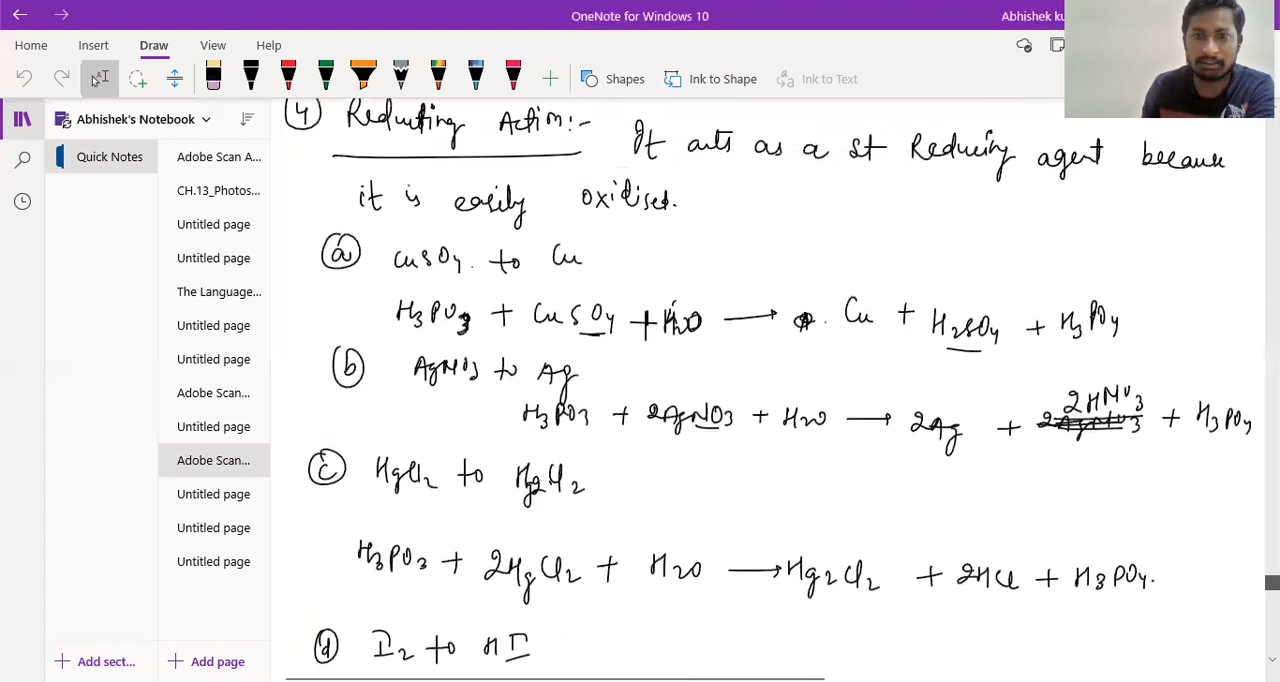 OneNote for Windows 10
Abhishek ku
Home Insert Draw View Help
Shapes Ink to Shape Ink to Text
Abhishek's Notebook
Quick Notes
Adobe Scan A...
CH.13_Photos...
Untitled page
Untitled page
The Language...
Untitled page
Untitled page
Adobe Scan...
Untitled page
Adobe Scan...
Untitled page
Untitled page
Untitled page
Add sect...
Add page
(4) Reducting Action:- It acts as a st Reducing agent because
it is easily oxidised.
(a) CuSO4 to Cu
H3PO3 + CuSO4 + H2O → Cu + H2SO4 + H3PO4
(b) AgNO3 to Ag
H3PO3 + 2AgNO3 + H2O → 2Ag + 2HNO3 + H3PO4
(c) HgCl2 to Hg2Cl2
H3PO3 + 2HgCl2 + H2O → Hg2Cl2 + 2HCl + H3PO4.
(d) I2 to HI